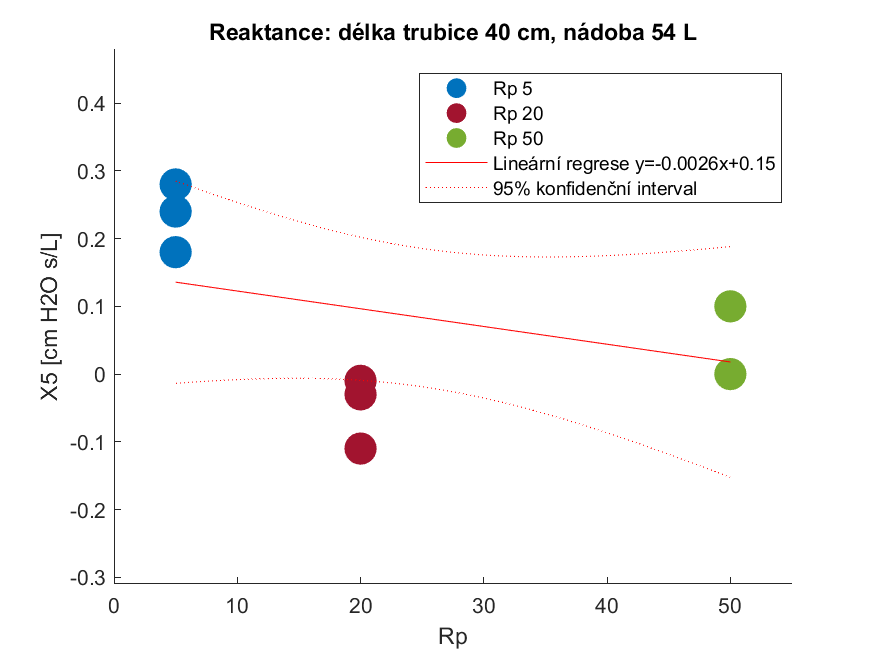 Reaktance: délka trubice 40 cm, nádoba 54 L
Rp 5
Rp 20
Rp 50
Lineární regrese y=-0.0026x+0.15
95% konfidenční interval
X5 [cm H2O s/L]
0.4
0.3
0.2
0.1
0
-0.1
-0.2
-0.3
0 10 20 30 40 50
Rp